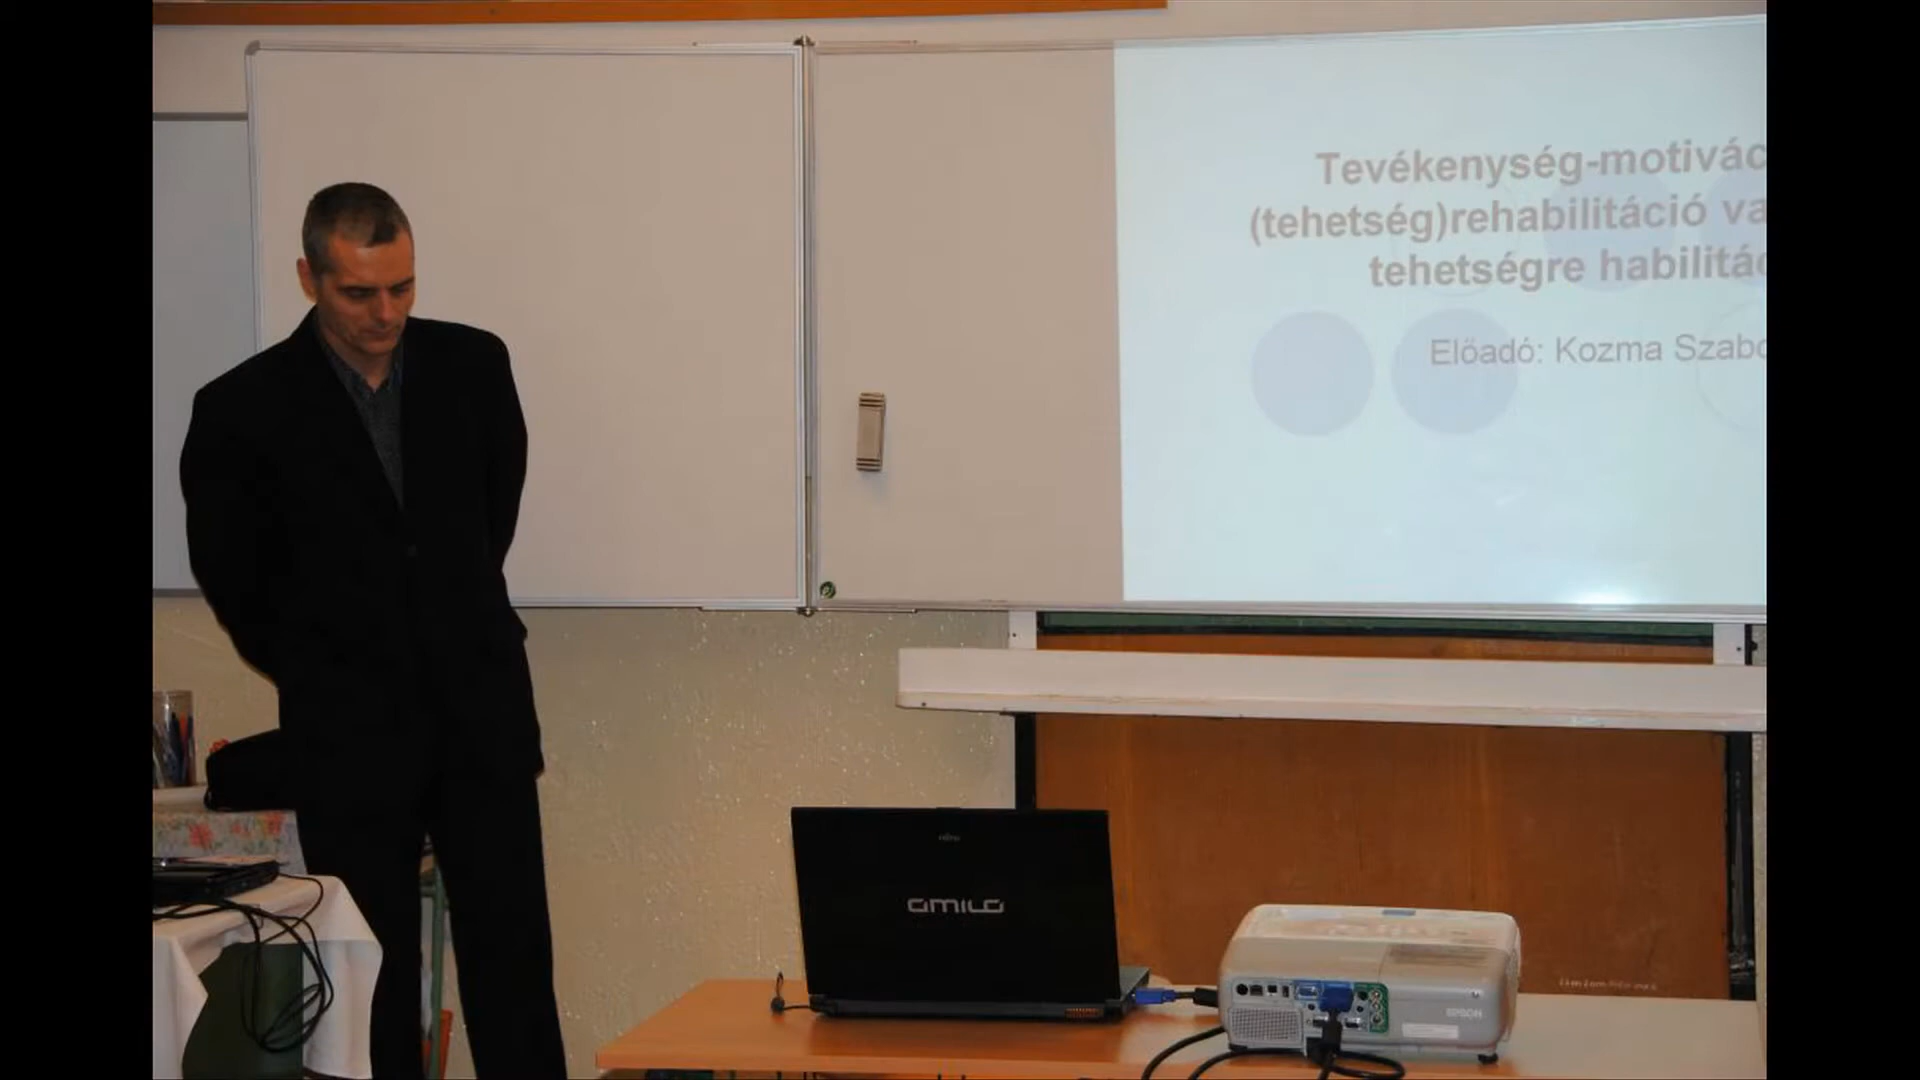 Tevékenység-motivác
(tehetség)rehabilitáció va
tehetségre habilitác
Előadó: Kozma Szabo
AMILO
EPSON